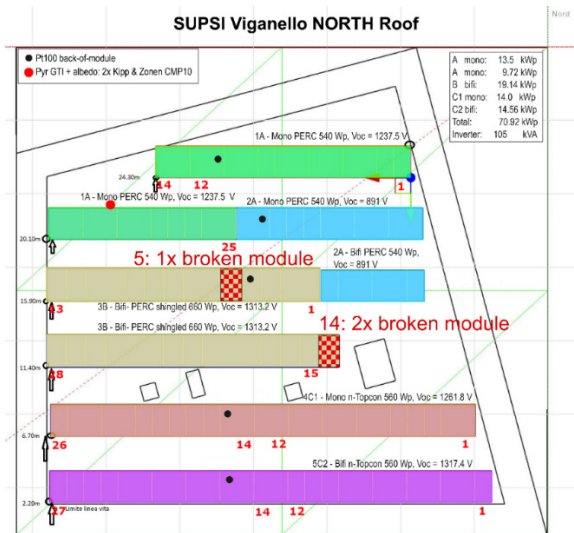 SUPSI Viganello NORTH Roof
Nord
Pt100 back-of-module
Pyr GTI + albedo: 2x Kipp & Zonen CMP10
A mono: 13.5 kWp
A mono: 9.72 kWp
B bifi: 19.14 kWp
C1 mono: 14.0 kWp
C2 bifi: 14.56 kWp
Total: 70.92 kWp
Inverter: 105 kVA
1A - Mono PERC 540 Wp, Voc = 1237.5 V
24.30m
14 12 1
1A - Mono PERC 540 Wp, Voc = 1237.5 V
2A - Mono PERC 540 Wp, Voc = 891 V
20.10m
25
5: 1x broken module
2A - Bifi PERC 540 Wp,
Voc = 891 V
15.90m
43 1
3B - Bifi-PERC shingled 660 Wp, Voc = 1313.2 V
3B - Bifi- PERC shingled 660 Wp, Voc = 1313.2 V
14: 2x broken module
11.40m
48 15
4C1 - Mono n-Topcon 560 Wp, Voc = 1261.8 V
6.70m
26 14 12 1
5C2 - Bifi n-Topcon 560 Wp, Voc = 1317.4 V
2.20m
27 Limite linea vita 14 12 1